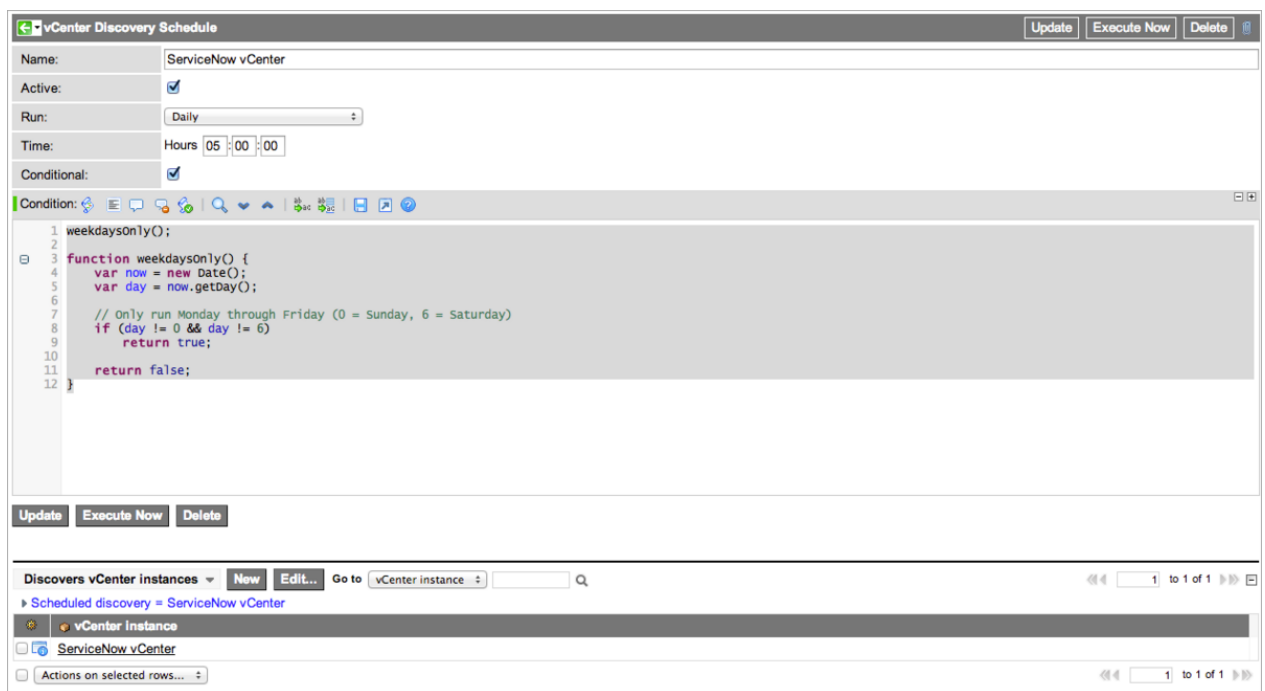 vCenter Discovery Schedule Update Execute Now Delete
Name: ServiceNow vCenter
Active:
Run: Daily
Time: Hours 05 : 00 : 00
Conditional:
Condition:
1 weekdaysOnly();
2
3 function weekdaysOnly() {
4 var now = new Date();
5 var day = now.getDay();
6
7 // Only run Monday through Friday (0 = Sunday, 6 = Saturday)
8 if (day != 0 && day != 6)
9 return true;
10
11 return false;
12 }
Update Execute Now Delete
Discovers vCenter instances New Edit... Go to vCenter instance 1 to 1 of 1
Scheduled discovery = ServiceNow vCenter
vCenter instance
ServiceNow vCenter
Actions on selected rows... 1 to 1 of 1